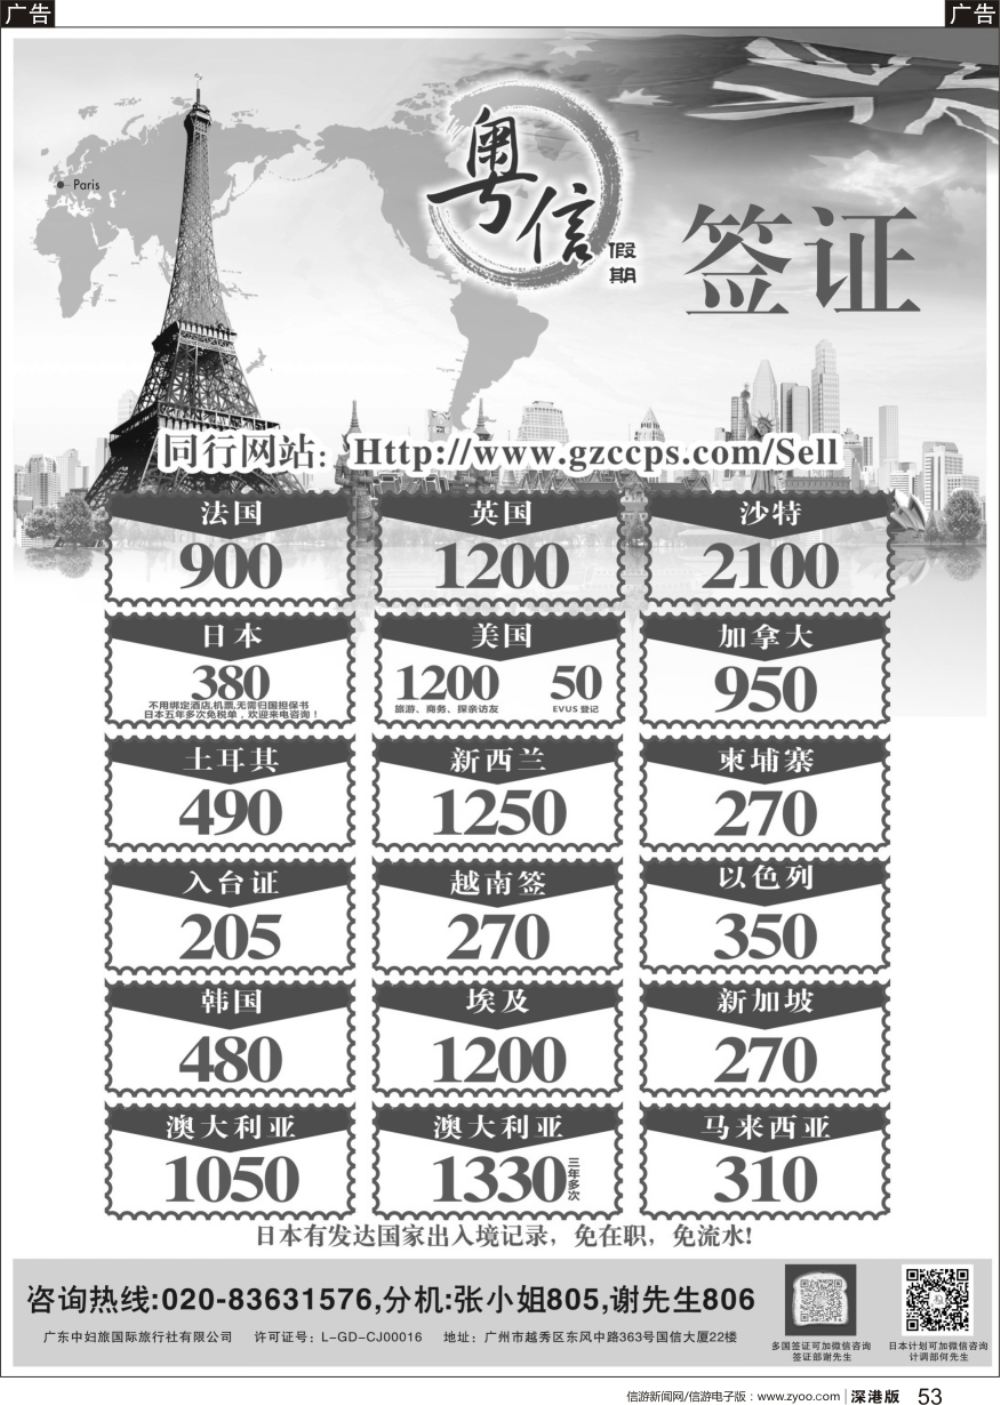 广告
广告
Paris
粤信
假期
签证
同行网站：Http://www.gzccps.com/Sell
法国
900
英国
1200
沙特
2100
日本
380
不用绑定酒店,机票,无需归国担保书
日本五年多次免税单，欢迎来电咨询！
美国
1200
旅游、商务、探亲访友
50
EVUS 登记
加拿大
950
土耳其
490
新西兰
1250
柬埔寨
270
入台证
205
越南签
270
以色列
350
韩国
480
埃及
1200
新加坡
270
澳大利亚
1050
澳大利亚
1330
三年多次
马来西亚
310
日本有发达国家出入境记录，免在职，免流水!
咨询热线:020-83631576,分机:张小姐805,谢先生806
广东中妇旅国际旅行社有限公司 许可证号：L-GD-CJ00016 地址：广州市越秀区东风中路363号国信大厦22楼
多国签证可加微信咨询
签证部谢先生
日本计划可加微信咨询
计调部何先生
信游新闻网/信游电子版：www.zyoo.com 深港版 53